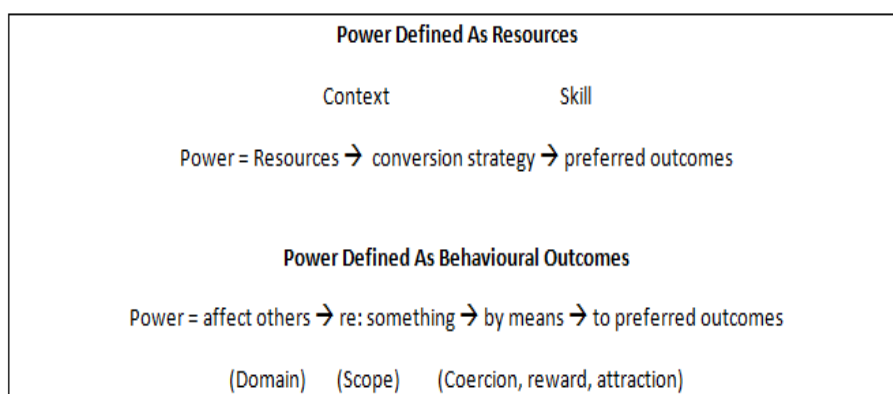 Power Defined As Resources
Context Skill
Power = Resources → conversion strategy → preferred outcomes
Power Defined As Behavioural Outcomes
Power = affect others → re: something → by means → to preferred outcomes
(Domain) (Scope) (Coercion, reward, attraction)